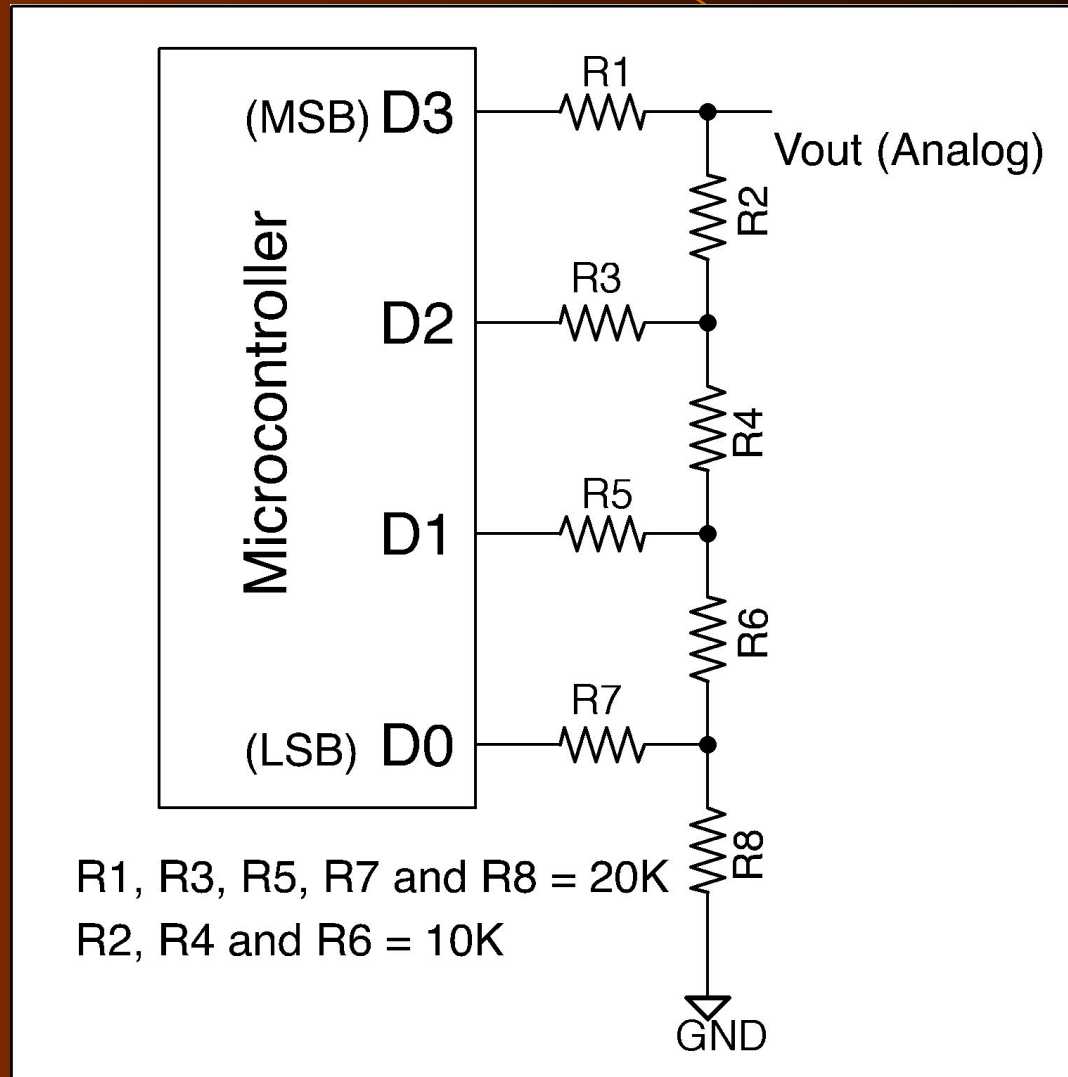 R1
(MSB) D3
Vout (Analog)
R2
R3
D2
Microcontroller
R4
R5
D1
R6
R7
(LSB) D0
R8
R1, R3, R5, R7 and R8 = 20K
R2, R4 and R6 = 10K
GND